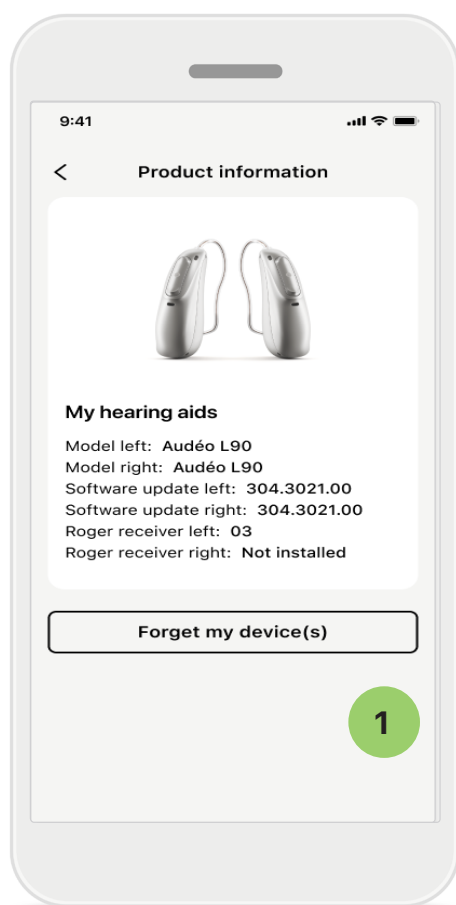 9:41
Product information
My hearing aids
Model left: Audéo L90
Model right: Audéo L90
Software update left: 304.3021.00
Software update right: 304.3021.00
Roger receiver left: 03
Roger receiver right: Not installed
Forget my device(s)
1